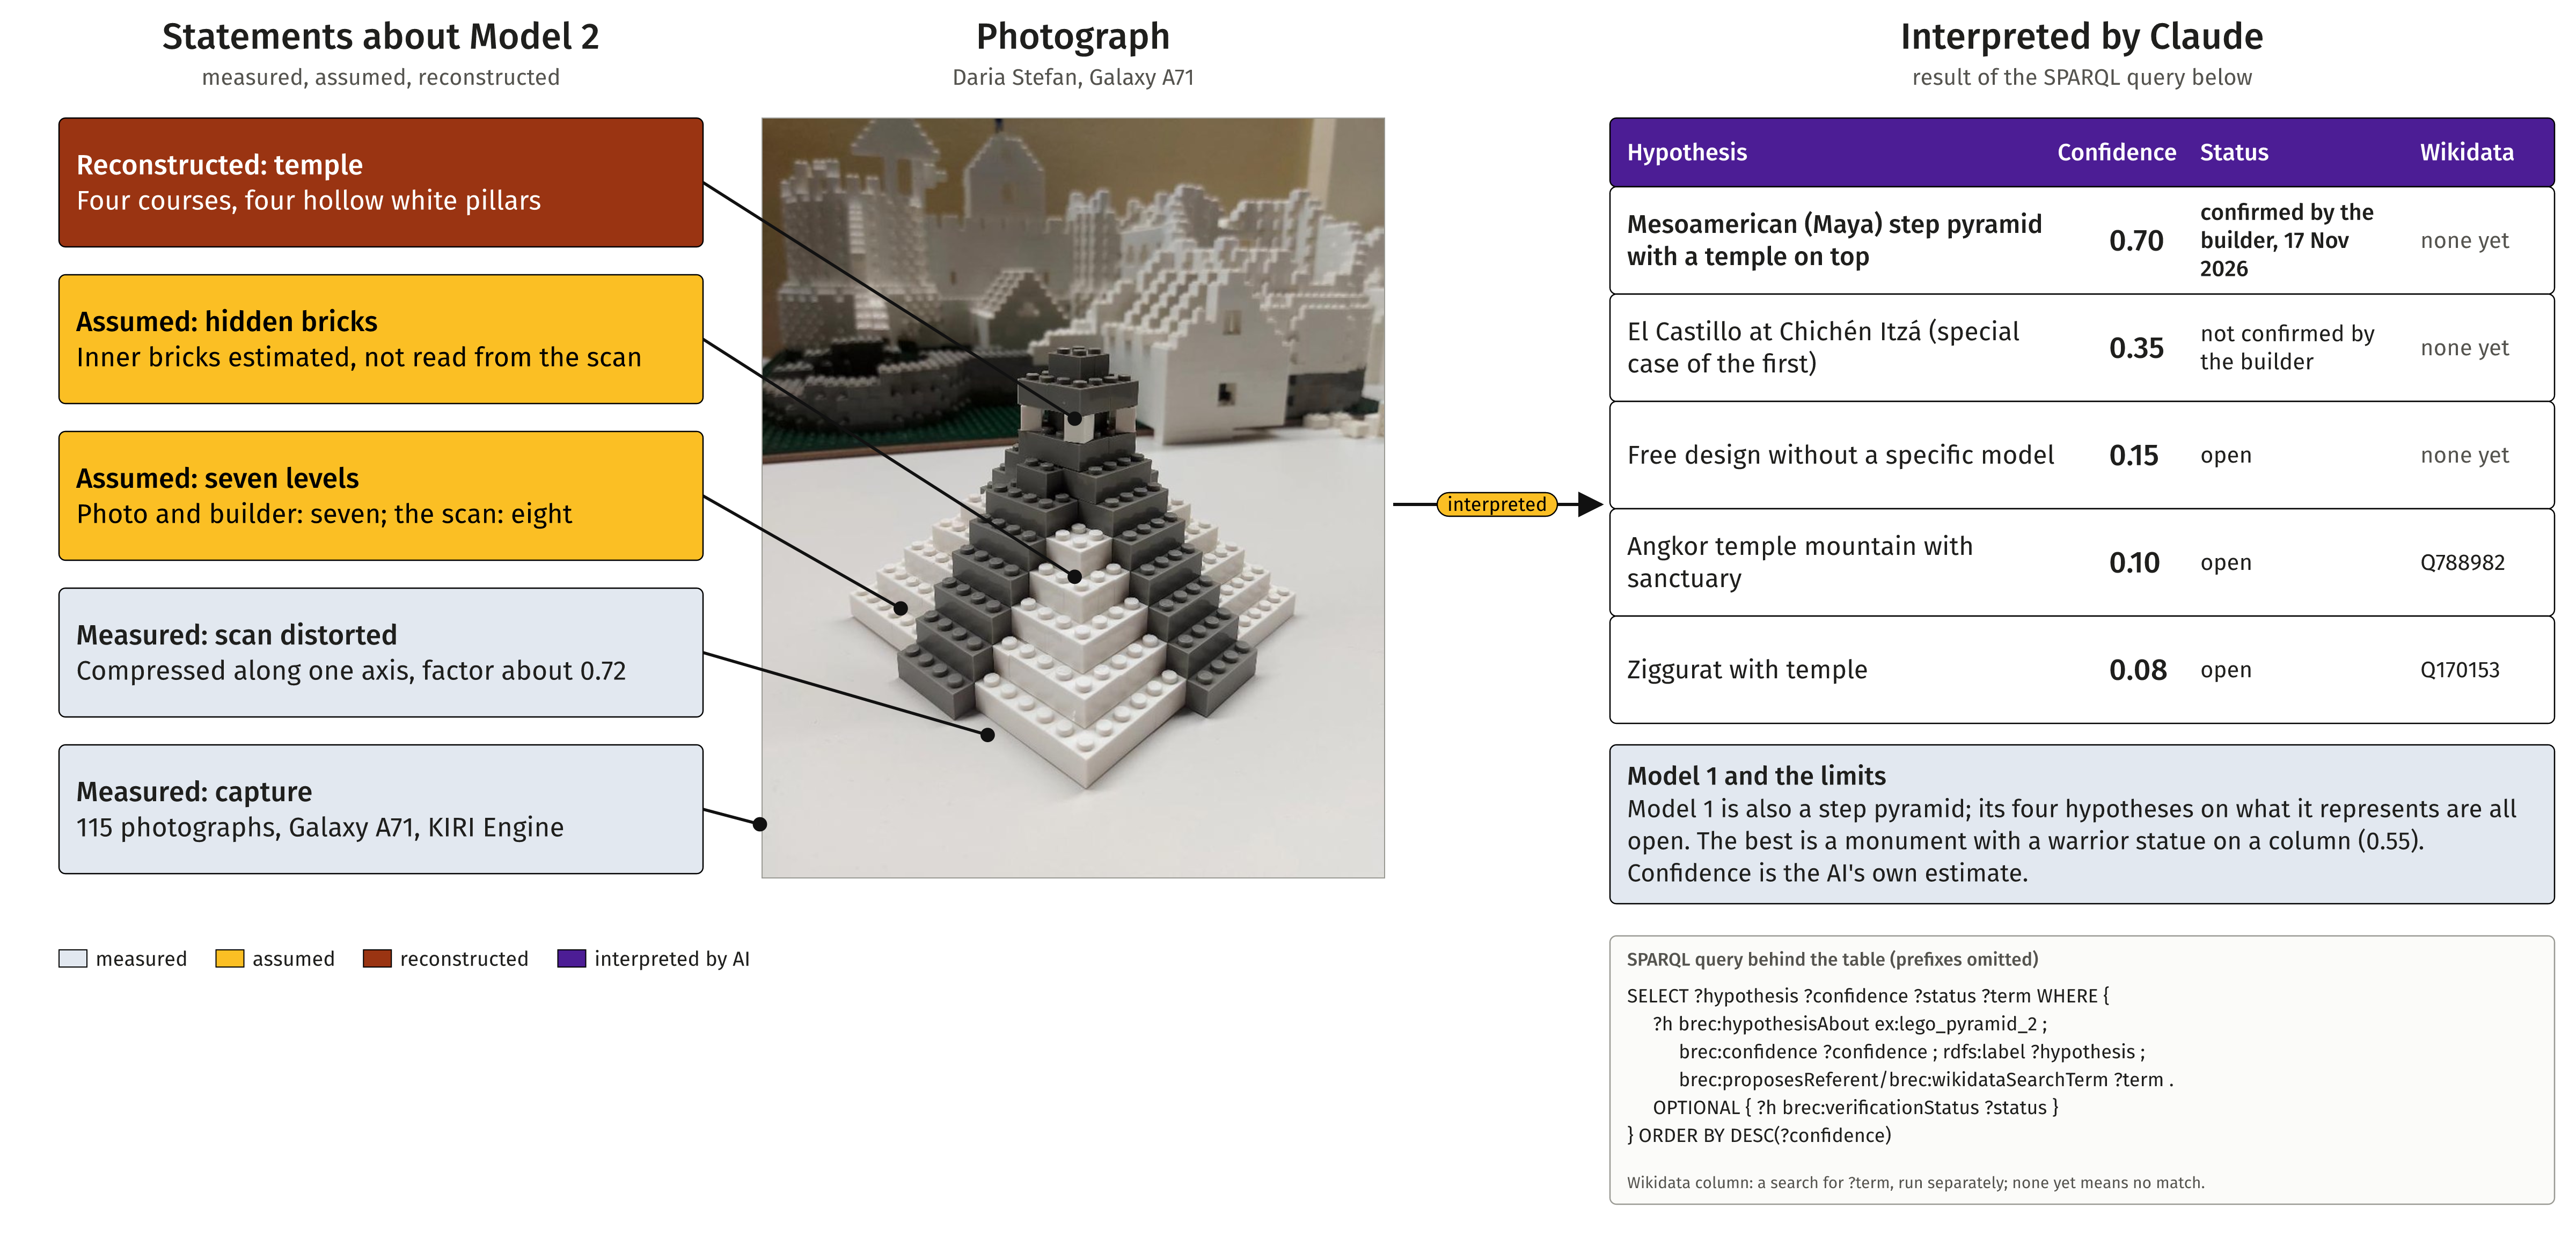 Statements about Model 2
measured, assumed, reconstructed
Reconstructed: temple
Four courses, four hollow white pillars
Assumed: hidden bricks
Inner bricks estimated, not read from the scan
Assumed: seven levels
Photo and builder: seven; the scan: eight
Measured: scan distorted
Compressed along one axis, factor about 0.72
Measured: capture
115 photographs, Galaxy A71, KIRI Engine
measured
assumed
reconstructed
interpreted by AI
Photograph
Daria Stefan, Galaxy A71
interpreted
Interpreted by Claude
result of the SPARQL query below
Hypothesis Confidence Status Wikidata
Mesoamerican (Maya) step pyramid
with a temple on top
0.70
confirmed by the
builder, 17 Nov
2026
none yet
El Castillo at Chichén Itzá (special
case of the first)
0.35
not confirmed by
the builder
none yet
Free design without a specific model
0.15
open
none yet
Angkor temple mountain with
sanctuary
0.10
open
Q788982
Ziggurat with temple
0.08
open
Q170153
Model 1 and the limits
Model 1 is also a step pyramid; its four hypotheses on what it represents are all
open. The best is a monument with a warrior statue on a column (0.55).
Confidence is the AI's own estimate.
SPARQL query behind the table (prefixes omitted)
SELECT ?hypothesis ?confidence ?status ?term WHERE {
?h brec:hypothesisAbout ex:lego_pyramid_2 ;
brec:confidence ?confidence ; rdfs:label ?hypothesis ;
brec:proposesReferent/brec:wikidataSearchTerm ?term .
OPTIONAL { ?h brec:verificationStatus ?status }
} ORDER BY DESC(?confidence)
Wikidata column: a search for ?term, run separately; none yet means no match.